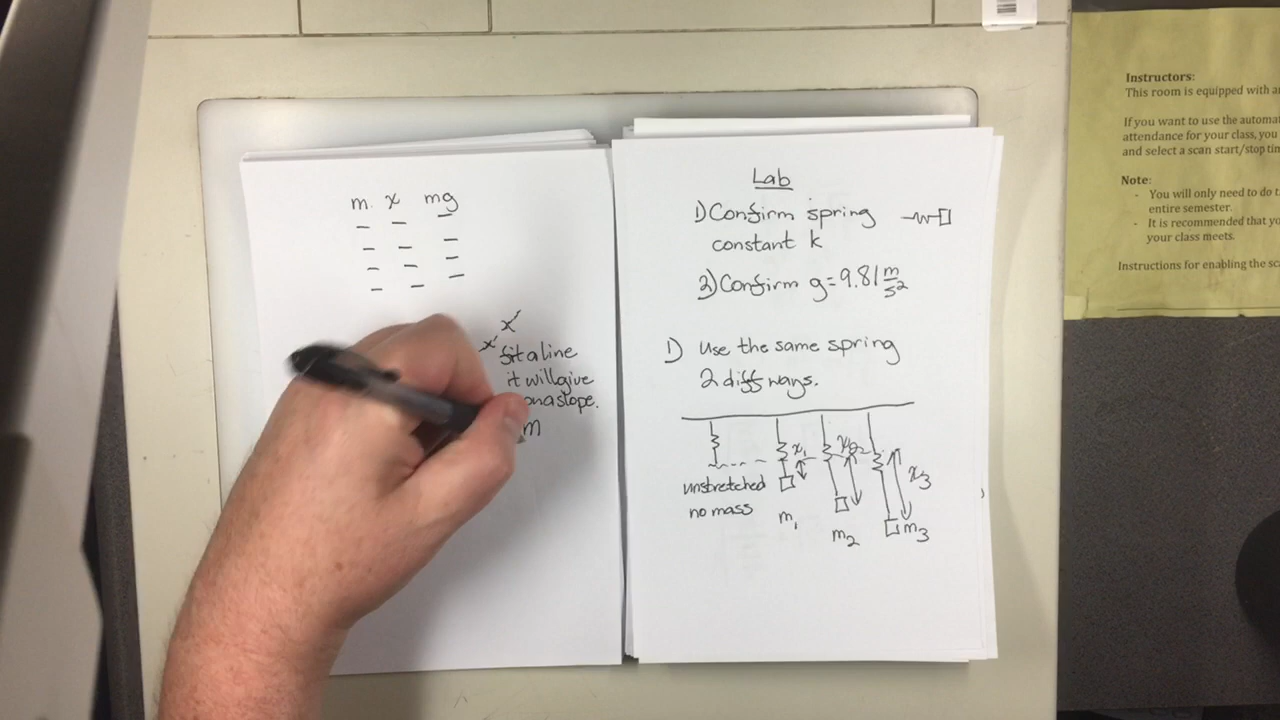 m. x mg
x
x
fit a line
it will give
slope.
m
Lab
1) Confirm spring
constant k
2) Confirm g = 9.81 m/s2
1) Use the same spring
2 diff ways.
x1 x2 x3
unstretched
no mass
m1 m2 m3
Instructors:
This room is equipped with
If you want to use the
attendance for your class, you
and select a scan start/stop
Note:
- You will only need to do
entire semester.
- It is recommended that
your class meets.
Instructions for enabling the